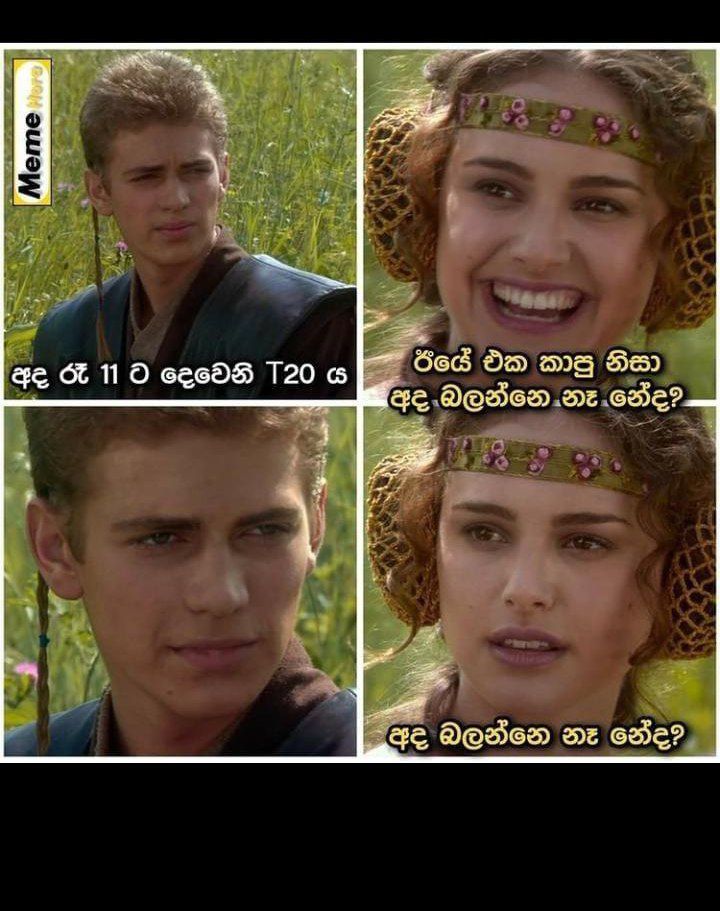 Meme Hora
අද රෑ 11 ට දෙවෙනි T20 ය
ඊයේ එක කාපු නිසා
අද බලන්නෙ නෑ නේද?
අද බලන්නෙ නෑ නේද?